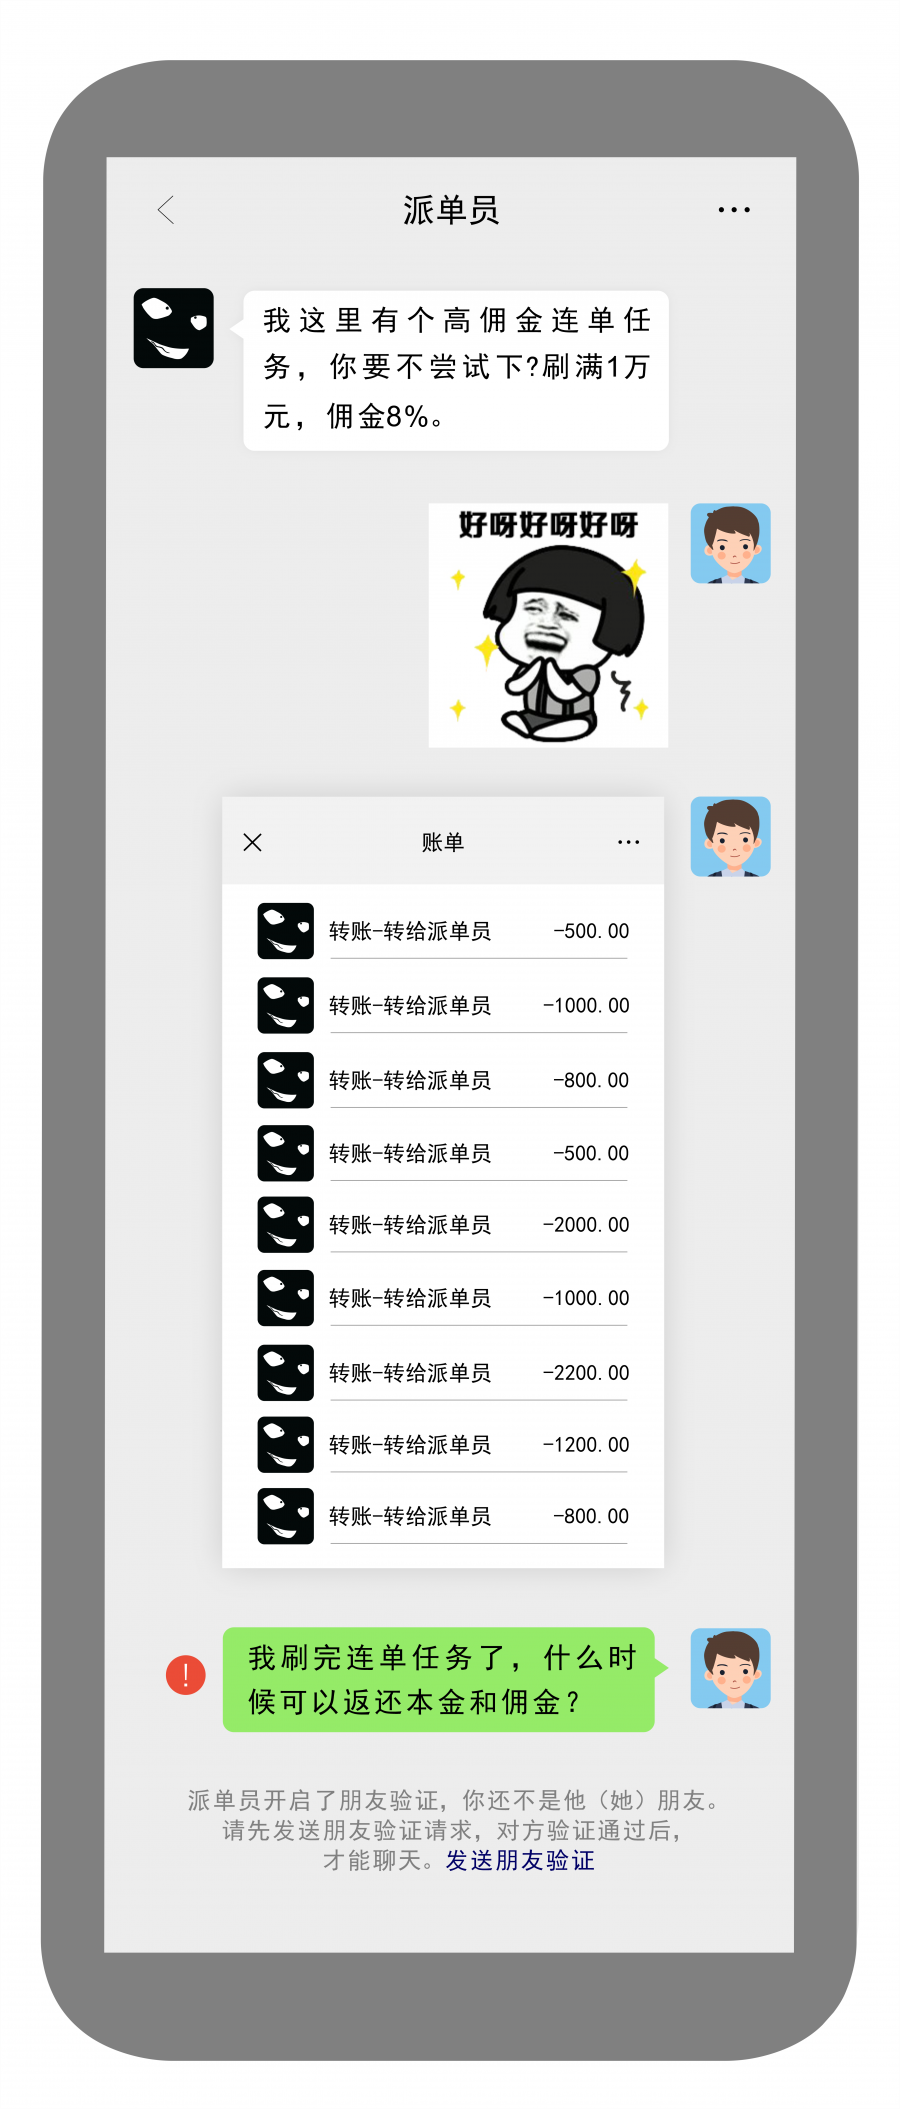 派单员
我这里有个高佣金连单任
务，你要不尝试下?刷满1万
元，佣金8%。
好呀好呀好呀
账单
转账-转给派单员 -500.00
转账-转给派单员 -1000.00
转账-转给派单员 -800.00
转账-转给派单员 -500.00
转账-转给派单员 -2000.00
转账-转给派单员 -1000.00
转账-转给派单员 -2200.00
转账-转给派单员 -1200.00
转账-转给派单员 -800.00
我刷完连单任务了，什么时
候可以返还本金和佣金？
派单员开启了朋友验证，你还不是他（她）朋友。
请先发送朋友验证请求，对方验证通过后，
才能聊天。发送朋友验证